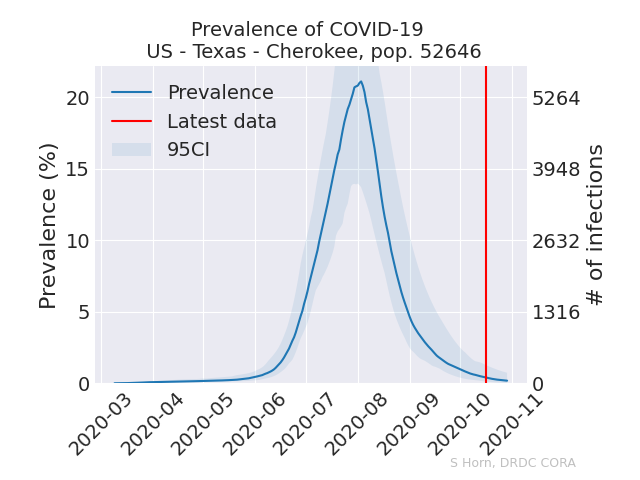 Prevalence of COVID-19
US - Texas - Cherokee, pop. 52646
Prevalence
Latest data
95CI
Prevalence (%)
20
15
10
5
0
5264
3948
2632
1316
0
# of infections
2020-03
2020-04
2020-05
2020-06
2020-07
2020-08
2020-09
2020-10
2020-11
S Horn, DRDC CORA